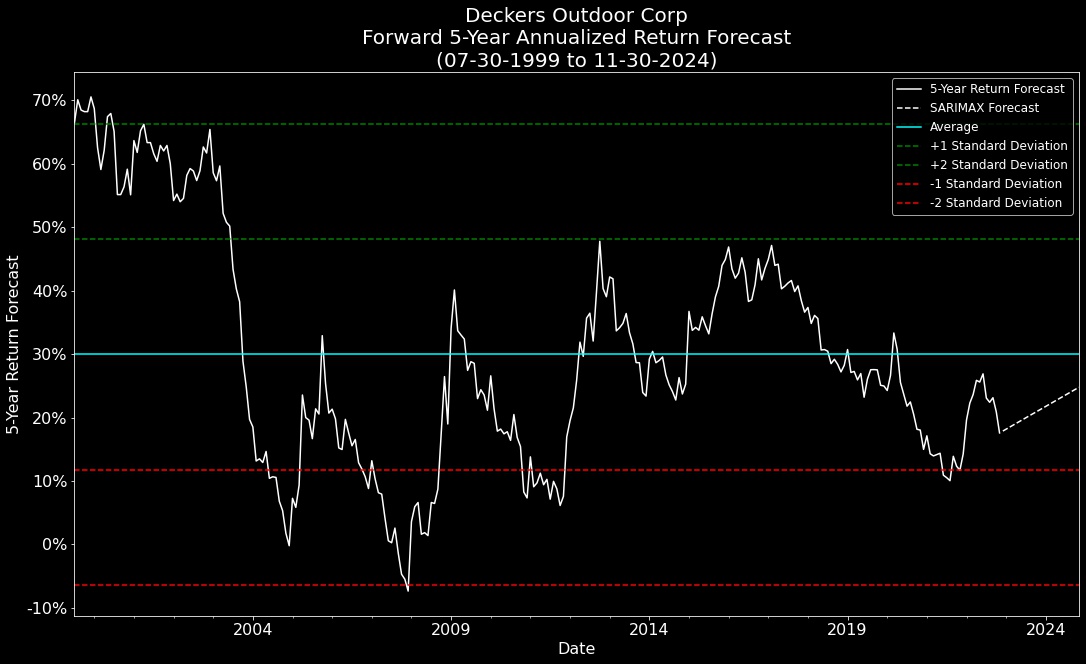 Deckers Outdoor Corp
Forward 5-Year Annualized Return Forecast
(07-30-1999 to 11-30-2024)
5-Year Return Forecast
SARIMAX Forecast
Average
+1 Standard Deviation
+2 Standard Deviation
-1 Standard Deviation
-2 Standard Deviation
5-Year Return Forecast
70%
60%
50%
40%
30%
20%
10%
0%
-10%
2004
2009
2014
2019
2024
Date